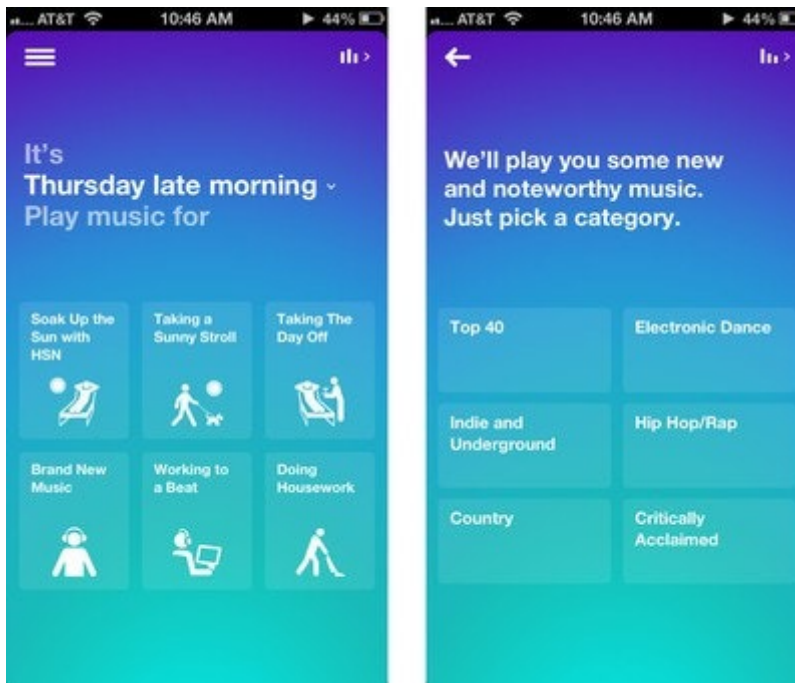 AT&T 10:46 AM 44%
It's
Thursday late morning
Play music for
Soak Up the
Sun with
HSN
Taking a
Sunny Stroll
Taking The
Day Off
Brand New
Music
Working to
a Beat
Doing
Housework
AT&T 10:46 AM 44%
We'll play you some new
and noteworthy music.
Just pick a category.
Top 40
Electronic Dance
Indie and
Underground
Hip Hop/Rap
Country
Critically
Acclaimed